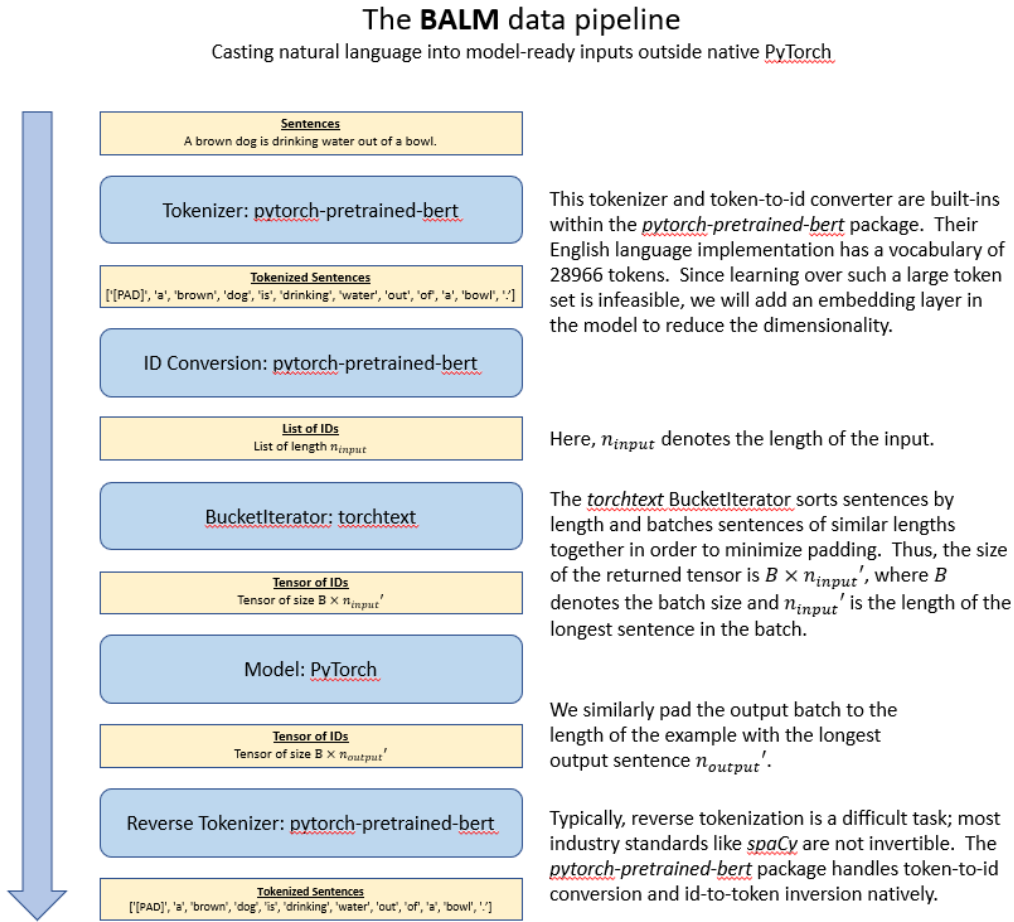 The BALM data pipeline
Casting natural language into model-ready inputs outside native PyTorch
Sentences
A brown dog is drinking water out of a bowl.
Tokenizer: pytorch-pretrained-bert
This tokenizer and token-to-id converter are built-ins
within the pytorch-pretrained-bert package. Their
English language implementation has a vocabulary of
28966 tokens. Since learning over such a large token
set is infeasible, we will add an embedding layer in
the model to reduce the dimensionality.
Tokenized Sentences
['[PAD]', 'a', 'brown', 'dog', 'is', 'drinking', 'water', 'out', 'of', 'a', 'bowl', '.']
ID Conversion: pytorch-pretrained-bert
List of IDs
List of length n_input
Here, n_input denotes the length of the input.
BucketIterator: torchtext
The torchtext BucketIterator sorts sentences by
length and batches sentences of similar lengths
together in order to minimize padding. Thus, the size
of the returned tensor is B × n_input′, where B
denotes the batch size and n_input′ is the length of the
longest sentence in the batch.
Tensor of IDs
Tensor of size B × n_input′
Model: PyTorch
Tensor of IDs
Tensor of size B × n_output′
We similarly pad the output batch to the
length of the example with the longest
output sentence n_output′.
Reverse Tokenizer: pytorch-pretrained-bert
Typically, reverse tokenization is a difficult task; most
industry standards like spaCy are not invertible. The
pytorch-pretrained-bert package handles token-to-id
conversion and id-to-token inversion natively.
Tokenized Sentences
['[PAD]', 'a', 'brown', 'dog', 'is', 'drinking', 'water', 'out', 'of', 'a', 'bowl', '.']